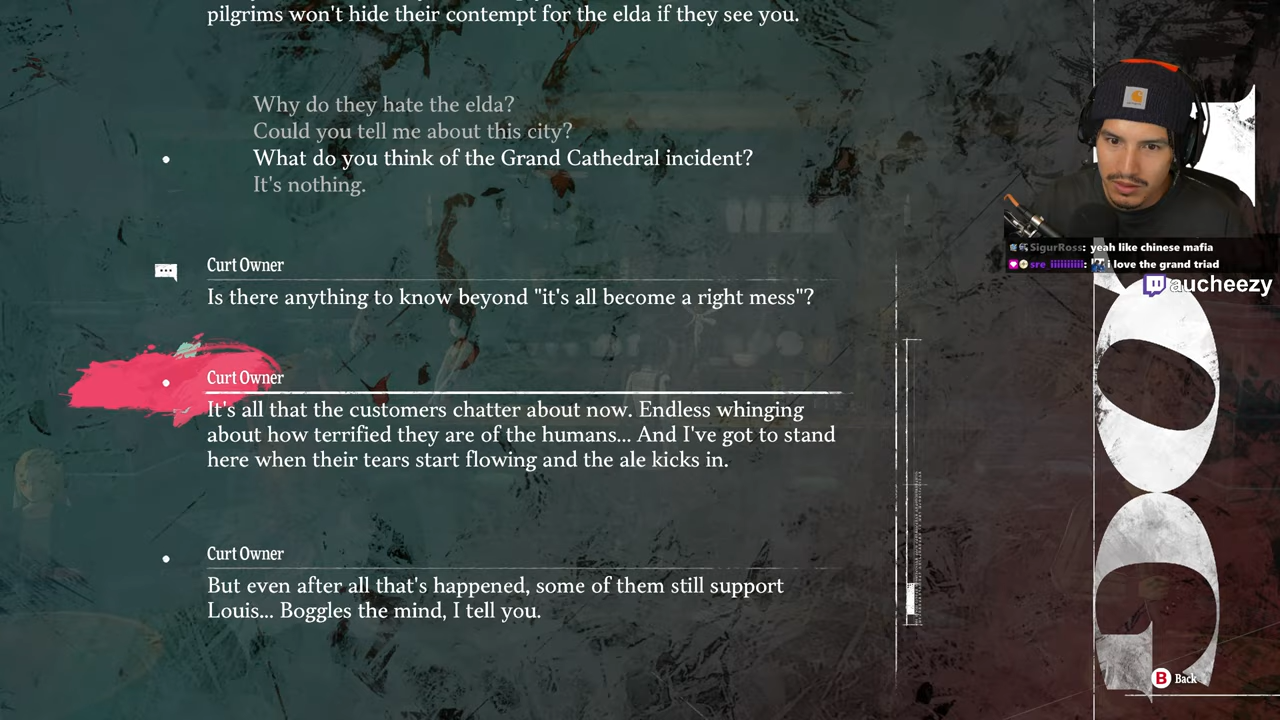 pilgrims won't hide their contempt for the elda if they see you.
Why do they hate the elda?
Could you tell me about this city?
What do you think of the Grand Cathedral incident?
It's nothing.
Curt Owner
Is there anything to know beyond "it's all become a right mess"?
Curt Owner
It's all that the customers chatter about now. Endless whinging
about how terrified they are of the humans... And I've got to stand
here when their tears start flowing and the ale kicks in.
Curt Owner
But even after all that's happened, some of them still support
Louis... Boggles the mind, I tell you.
carhartt
SigurRoss: yeah like chinese mafia
sre_iiiiiiiiii: i love the grand triad
aucheezy
LOG
B Back